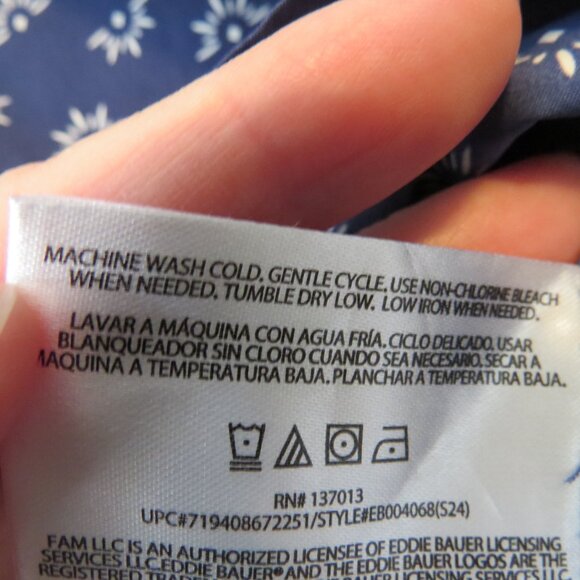 MACHINE WASH COLD. GENTLE CYCLE. USE NON-CHLORINE BLEACH
WHEN NEEDED. TUMBLE DRY LOW. LOW IRON WHEN NEEDED.
LAVAR A MÁQUINA CON AGUA FRÍA. CICLO DELICADO. USAR
BLANQUEADOR SIN CLORO CUANDO SEA NECESARIO. SECAR A
MAQUINA A TEMPERATURA BAJA. PLANCHAR A TEMPERATURA BAJA.
RN# 137013
UPC#719408672251/STYLE#EB004068(S24)
FAM LLC IS AN AUTHORIZED LICENSEE OF EDDIE BAUER LICENSING
SERVICES LLC.EDDIE BAUER® AND THE EDDIE BAUER LOGOS ARE
REGISTERED